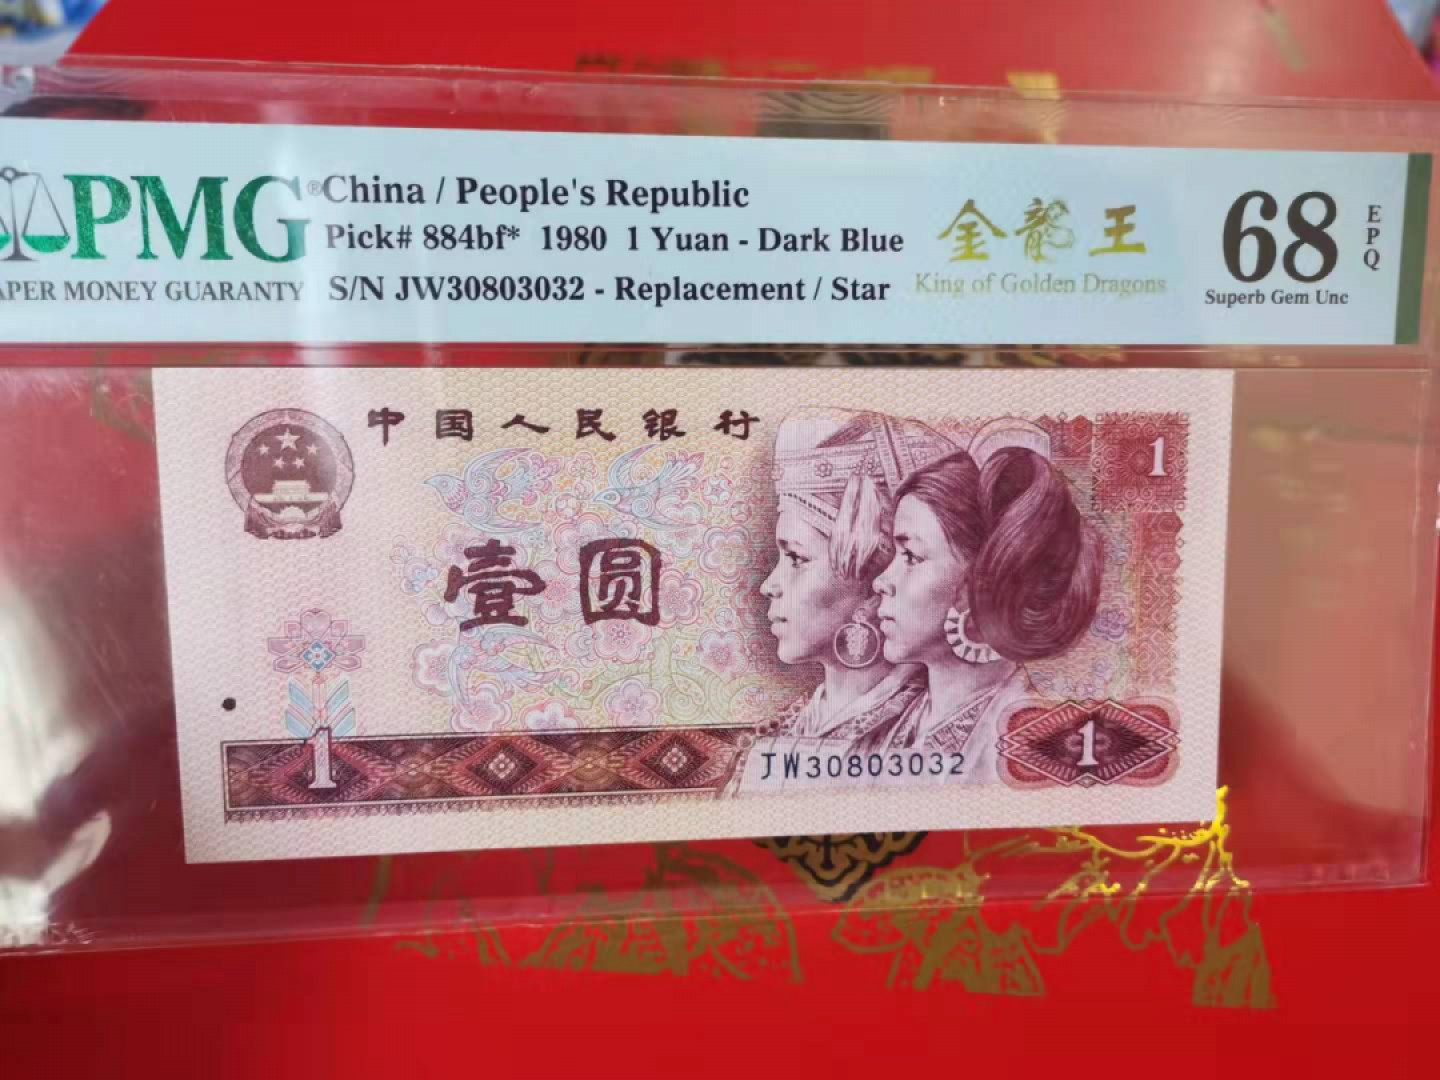 PMG®
PAPER MONEY GUARANTY
China / People's Republic
Pick# 884bf* 1980 1 Yuan - Dark Blue
S/N JW30803032 - Replacement / Star
金龍王
King of Golden Dragons
68
EPQ
Superb Gem Unc
中国人民银行
1
壹圆
1
JW30803032
1